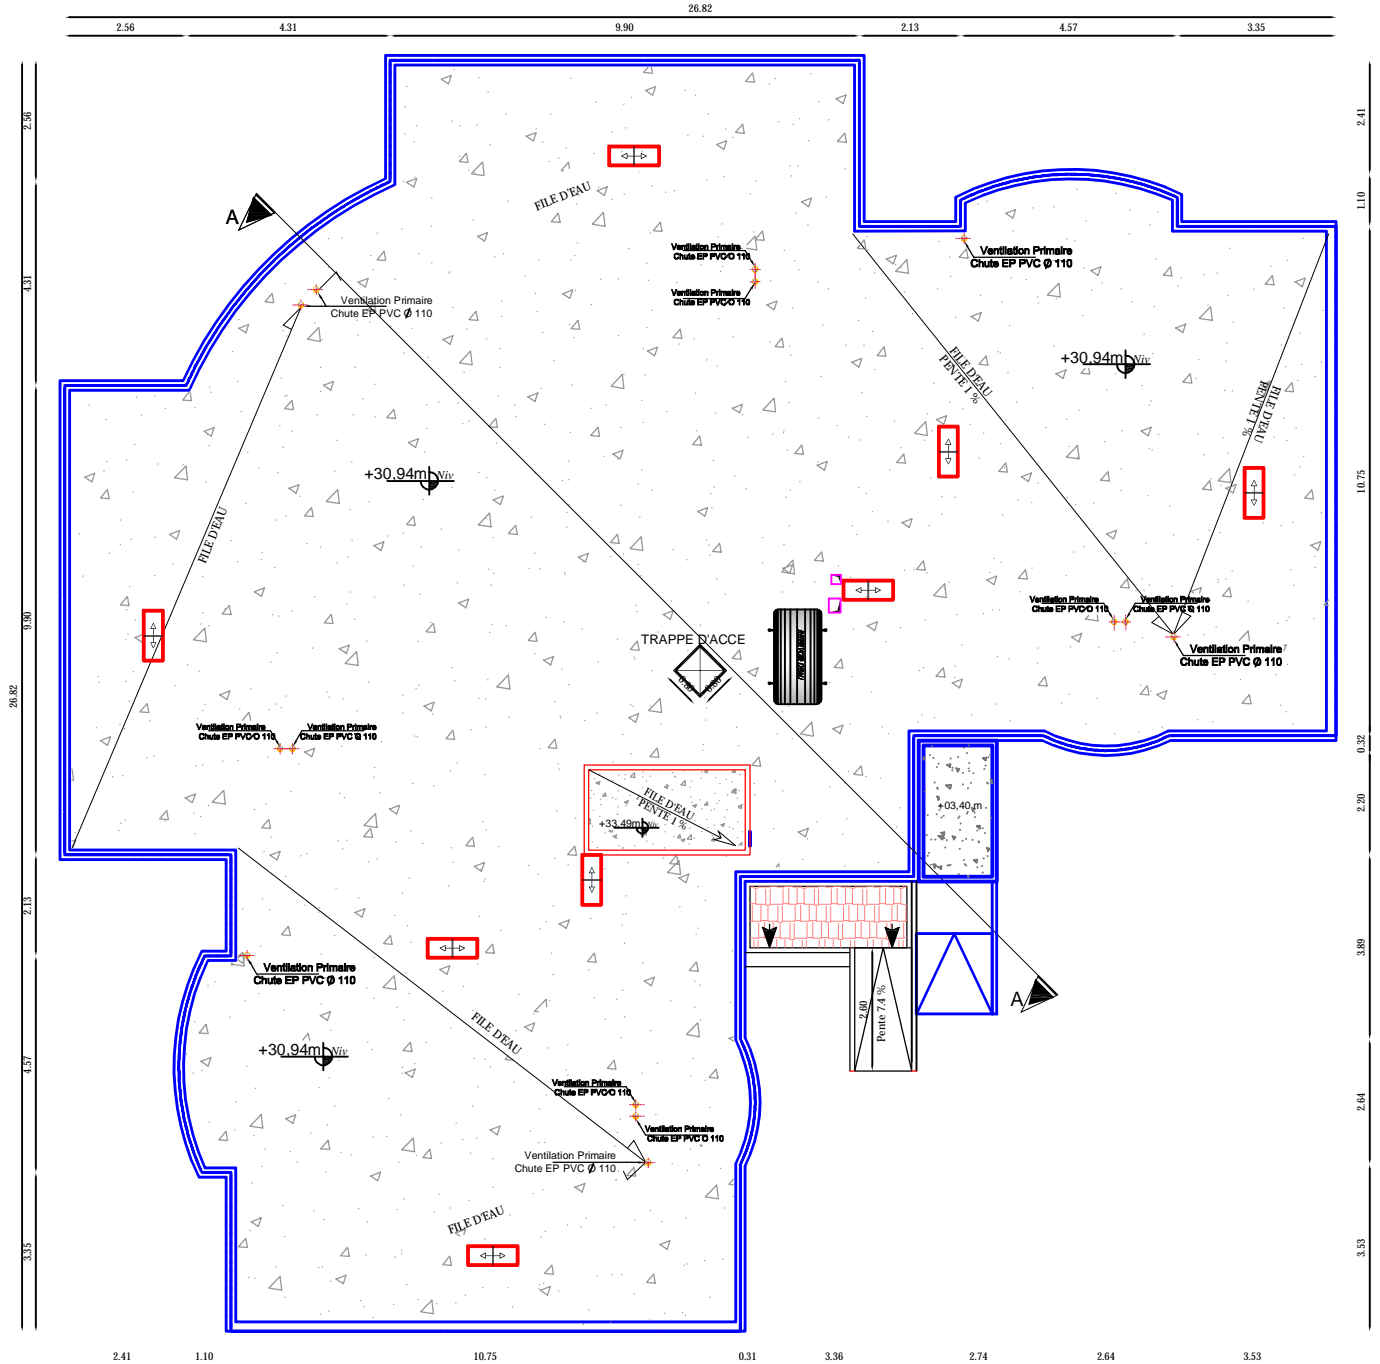 26.82
2.56 4.31 9.90 2.13 4.57 3.35
2.56
4.31
9.90
26.82
2.13
4.57
3.35
2.41
1.10
10.75
0.32
2.20
3.89
2.64
3.53
A
FILE D'EAU
Ventilation Primaire
Chute EP PVC O 110
Ventilation Primaire
Chute EP PVC O 110
Ventilation Primaire
Chute EP PVC Ø 110
Ventilation Primaire
Chute EP PVC Ø 110
FILE D'EAU
PENTE 1 %
+30,94m Niv
FILE D'EAU
PENTE 1 %
+30,94m Niv
FILE D'EAU
Ventilation Primaire
Chute EP PVC O 110
Ventilation Primaire
Chute EP PVC Ø 110
Ventilation Primaire
Chute EP PVC Ø 110
TRAPPE D'ACCE
Ventilation Primaire
Chute EP PVC O 110
Ventilation Primaire
Chute EP PVC Ø 110
FILE D'EAU
PENTE 1 %
+33.49m Niv
+03,40 m
Ventilation Primaire
Chute EP PVC Ø 110
A
2.60
Pente 7.4 %
FILE D'EAU
+30,94m Niv
Ventilation Primaire
Chute EP PVC O 110
Ventilation Primaire
Chute EP PVC O 110
Ventilation Primaire
Chute EP PVC Ø 110
FILE D'EAU
2.41 1.10 10.75 0.31 3.36 2.74 2.64 3.53